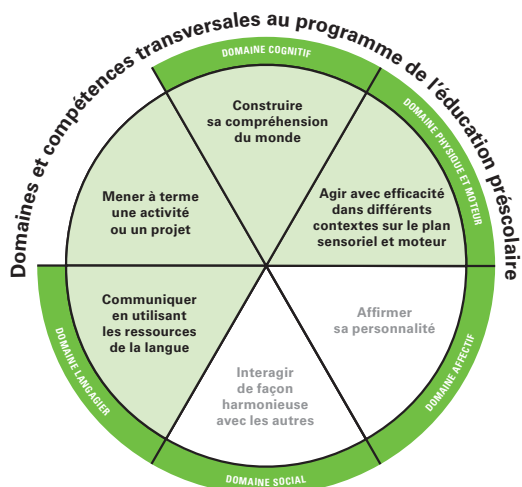 Domaines et compétences transversales au programme de l'éducation préscolaire
DOMAINE COGNITIF
Construire
sa compréhension
du monde
DOMAINE PHYSIQUE ET MOTEUR
Agir avec efficacité
dans différents
contextes sur le plan
sensoriel et moteur
Mener à terme
une activité
ou un projet
Communiquer
en utilisant
les ressources
de la langue
DOMAINE LANGAGIER
Affirmer
sa personnalité
DOMAINE AFFECTIF
Interagir
de façon
harmonieuse
avec les autres
DOMAINE SOCIAL